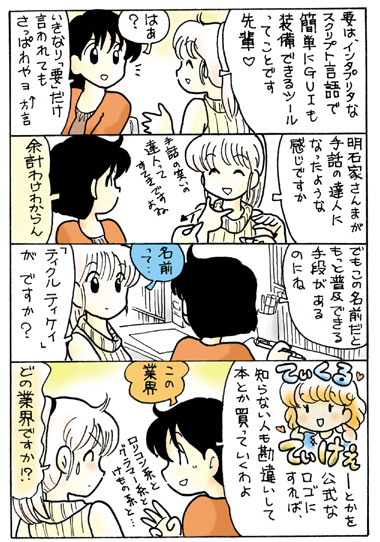 要は、インタプリタな
スクリプト言語で
簡単にGUIも
装備できるツール
ってことです
先輩♡
はあ?
いきなり「要」だけ
言われても
さっぱわやヨ
明石家さんまが
手話の達人に
なったような
感じですか
手話の笑い
達人って
すてきですよね
余計わけわからん
でもこの名前だと
もっと普及できる
手段がある
のにね
名前
って…
「ティクル ティケイ」
が ですか?
てぃくる
てぃけぇ
ーとかを
公式な
ロゴに
すれば、
知らない人も勘違いして
本とか買っていくわよ
この
業界
ロリコン系と
グラマー系と
けもの系と…
どの業界ですか!?